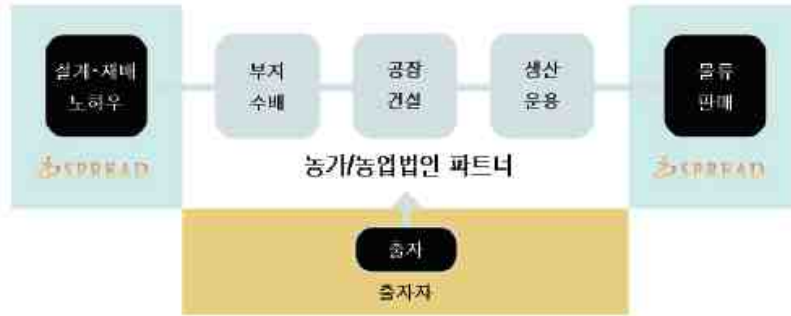 설계·재배
노하우
부지
수배
공장
건설
생산
운용
물류
판매
SPREAD
농가/농업법인 파트너
SPREAD
출자
출자자